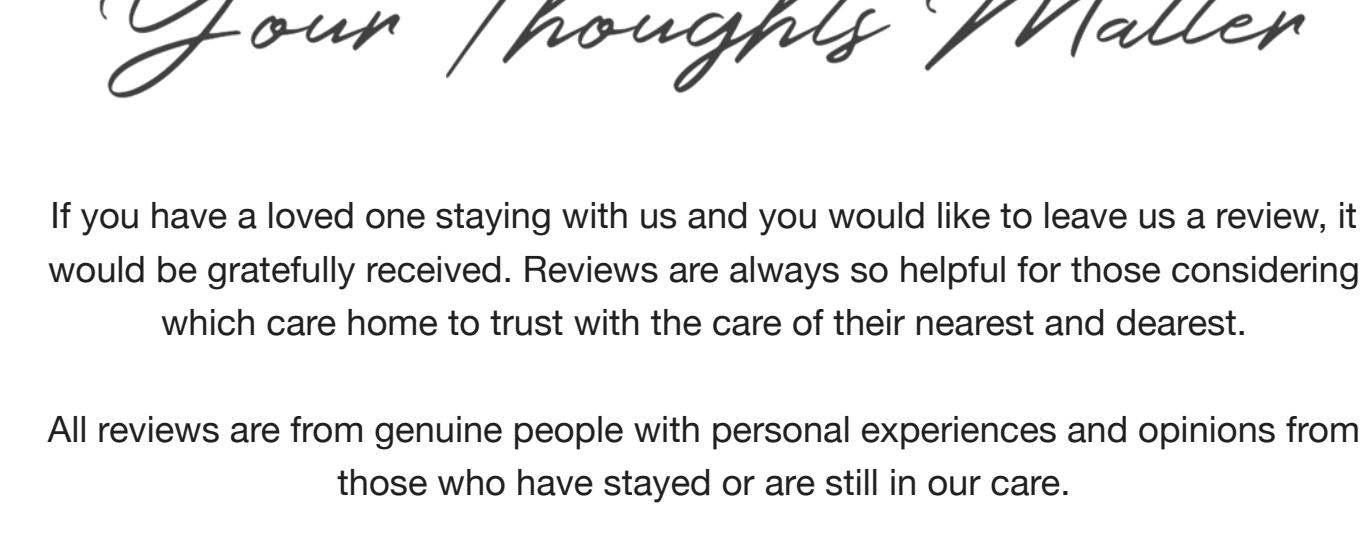 Your Thoughts Matter
If you have a loved one staying with us and you would like to leave us a review, it
would be gratefully received. Reviews are always so helpful for those considering
which care home to trust with the care of their nearest and dearest.
All reviews are from genuine people with personal experiences and opinions from
those who have stayed or are still in our care.